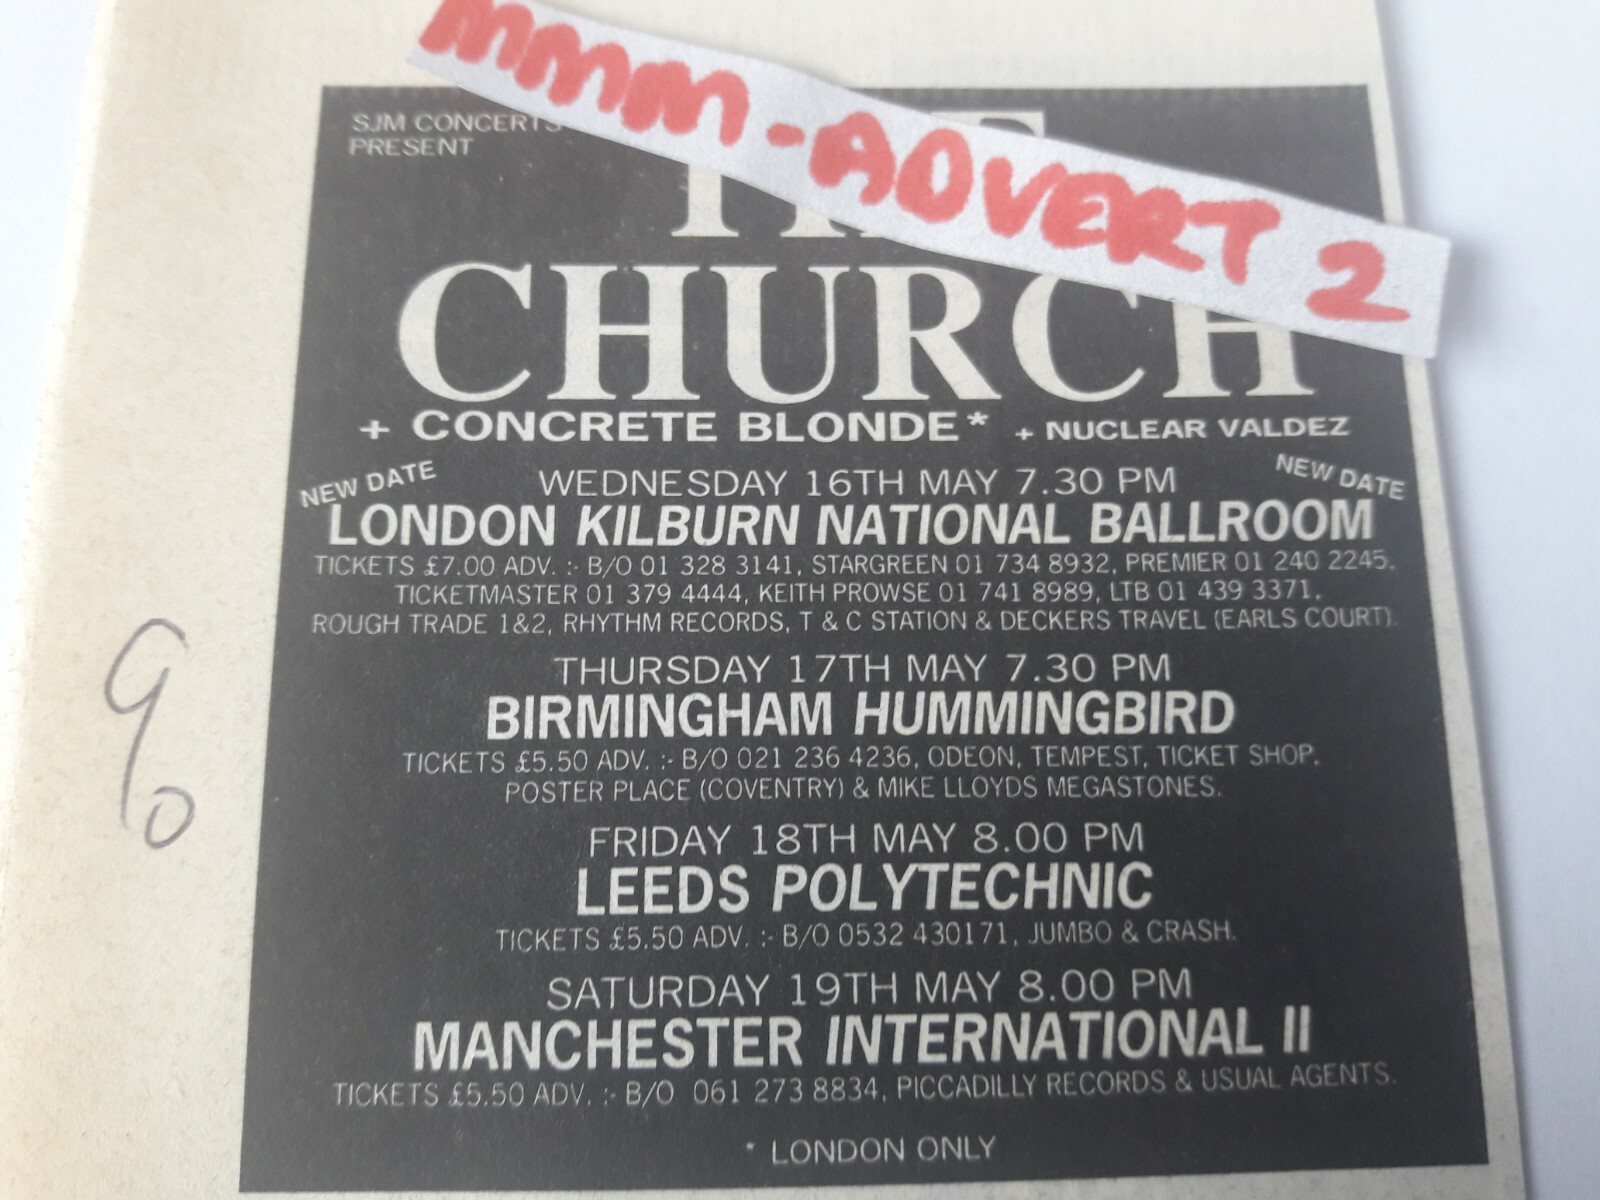 MMM-ADVERT 2
SJM CONCERTS
PRESENT
THE
CHURCH
+ CONCRETE BLONDE* + NUCLEAR VALDEZ
NEW DATE
WEDNESDAY 16TH MAY 7.30 PM
NEW DATE
LONDON KILBURN NATIONAL BALLROOM
TICKETS £7.00 ADV. :- B/O 01 328 3141, STARGREEN 01 734 8932, PREMIER 01 240 2245.
TICKETMASTER 01 379 4444, KEITH PROWSE 01 741 8989, LTB 01 439 3371.
ROUGH TRADE 1&2, RHYTHM RECORDS, T & C STATION & DECKERS TRAVEL (EARLS COURT).
THURSDAY 17TH MAY 7.30 PM
BIRMINGHAM HUMMINGBIRD
TICKETS £5.50 ADV. :- B/O 021 236 4236, ODEON, TEMPEST, TICKET SHOP.
POSTER PLACE (COVENTRY) & MIKE LLOYDS MEGASTONES.
FRIDAY 18TH MAY 8.00 PM
LEEDS POLYTECHNIC
TICKETS £5.50 ADV. :- B/O 0532 430171, JUMBO & CRASH.
SATURDAY 19TH MAY 8.00 PM
MANCHESTER INTERNATIONAL II
TICKETS £5.50 ADV. :- B/O 061 273 8834, PICCADILLY RECORDS & USUAL AGENTS.
* LONDON ONLY
90